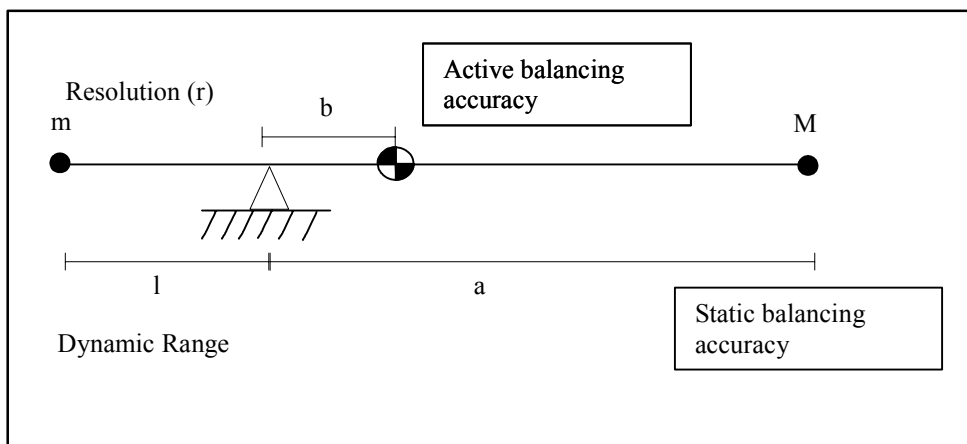 Active balancing
accuracy
Resolution (r)
m
b
M
l
a
Static balancing
accuracy
Dynamic Range